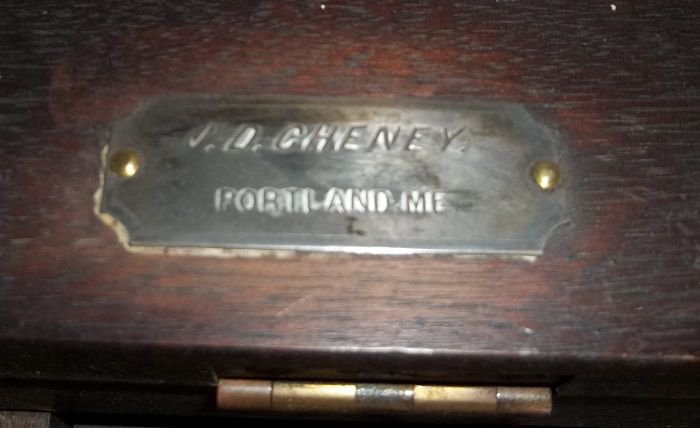 J. D. CHENEY.
PORTLAND ME